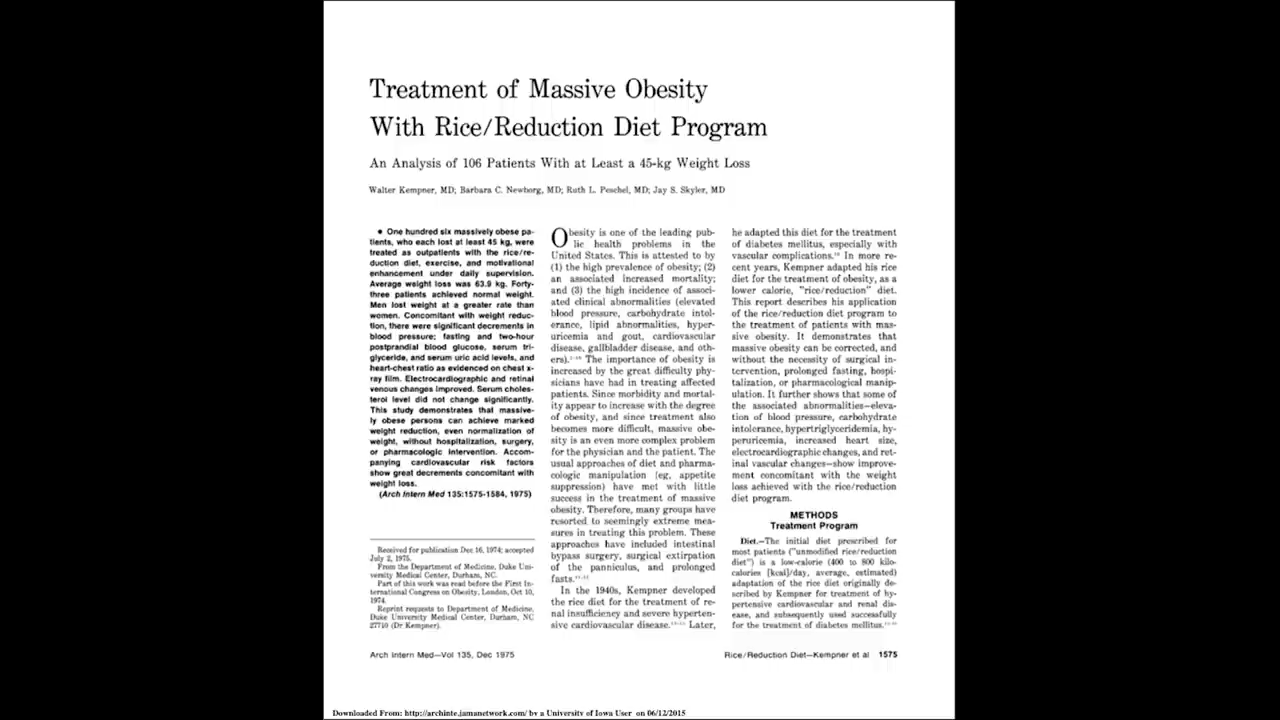 Treatment of Massive Obesity
With Rice/Reduction Diet Program
An Analysis of 106 Patients With at Least a 45-kg Weight Loss
Walter Kempner, MD; Barbara C. Newborg, MD; Ruth L. Peschel, MD; Jay S. Skyler, MD
• One hundred six massively obese pa-
tients, who each lost at least 45 kg, were
treated as outpatients with the rice/re-
duction diet, exercise, and motivational
enhancement under daily supervision.
Average weight loss was 63.9 kg. Forty-
three patients achieved normal weight.
Men lost weight at a greater rate than
women. Concomitant with weight reduc-
tion, there were significant decrements in
blood pressure; fasting and two-hour
postprandial blood glucose, serum tri-
glyceride, and serum uric acid levels, and
heart-chest ratio as evidenced on chest x-
ray film. Electrocardiographic and retinal
venous changes improved. Serum choles-
terol level did not change significantly.
This study demonstrates that massive-
ly obese persons can achieve marked
weight reduction, even normalization of
weight, without hospitalization, surgery,
or pharmacologic intervention. Accom-
panying cardiovascular risk factors
show great decrements concomitant with
weight loss.
(Arch Intern Med 135:1575-1584, 1975)
Received for publication Dec 16, 1974; accepted
July 2, 1975.
From the Department of Medicine, Duke Uni-
versity Medical Center, Durham, NC.
Part of this work was read before the First In-
ternational Congress on Obesity, London, Oct 10,
1974.
Reprint requests to Department of Medicine,
Duke University Medical Center, Durham, NC
27710 (Dr Kempner).
Obesity is one of the leading pub-
lic health problems in the
United States. This is attested to by
(1) the high prevalence of obesity; (2)
an associated increased mortality;
and (3) the high incidence of associ-
ated clinical abnormalities (elevated
blood pressure, carbohydrate intol-
erance, lipid abnormalities, hyper-
uricemia and gout, cardiovascular
disease, gallbladder disease, and oth-
ers). The importance of obesity is
increased by the great difficulty phy-
sicians have had in treating affected
patients. Since morbidity and mortal-
ity appear to increase with the degree
of obesity, and since treatment also
becomes more difficult, massive obe-
sity is an even more complex problem
for the physician and the patient. The
usual approaches of diet and pharma-
cologic manipulation (eg, appetite
suppression) have met with little
success in the treatment of massive
obesity. Therefore, many groups have
resorted to seemingly extreme mea-
sures in treating this problem. These
approaches have included intestinal
bypass surgery, surgical extirpation
of the panniculus, and prolonged
fasts.
In the 1940s, Kempner developed
the rice diet for the treatment of re-
nal insufficiency and severe hyperten-
sive cardiovascular disease. Later,
he adapted this diet for the treatment
of diabetes mellitus, especially with
vascular complications. In more re-
cent years, Kempner adapted his rice
diet for the treatment of obesity, as a
lower calorie, "rice/reduction" diet.
This report describes his application
of the rice/reduction diet program to
the treatment of patients with mas-
sive obesity. It demonstrates that
massive obesity can be corrected, and
without the necessity of surgical in-
tervention, prolonged fasting, hospi-
talization, or pharmacological manip-
ulation. It further shows that some of
the associated abnormalities—eleva-
tion of blood pressure, carbohydrate
intolerance, hypertriglyceridemia, hy-
peruricemia, increased heart size,
electrocardiographic changes, and ret-
inal vascular changes—show improve-
ment concomitant with the weight
loss achieved with the rice/reduction
diet program.
METHODS
Treatment Program
Diet.—The initial diet prescribed for
most patients ("unmodified rice/reduction
diet") is a low-calorie (400 to 800 kilo-
calories [kcal]/day, average, estimated)
adaptation of the rice diet originally de-
scribed by Kempner for treatment of hy-
pertensive cardiovascular and renal dis-
ease, and subsequently used successfully
for the treatment of diabetes mellitus.
Arch Intern Med—Vol 135, Dec 1975
Rice/Reduction Diet—Kempner et al 1575
Downloaded From: http://archinte.jamanetwork.com/ by a University of Iowa User on 06/12/2015